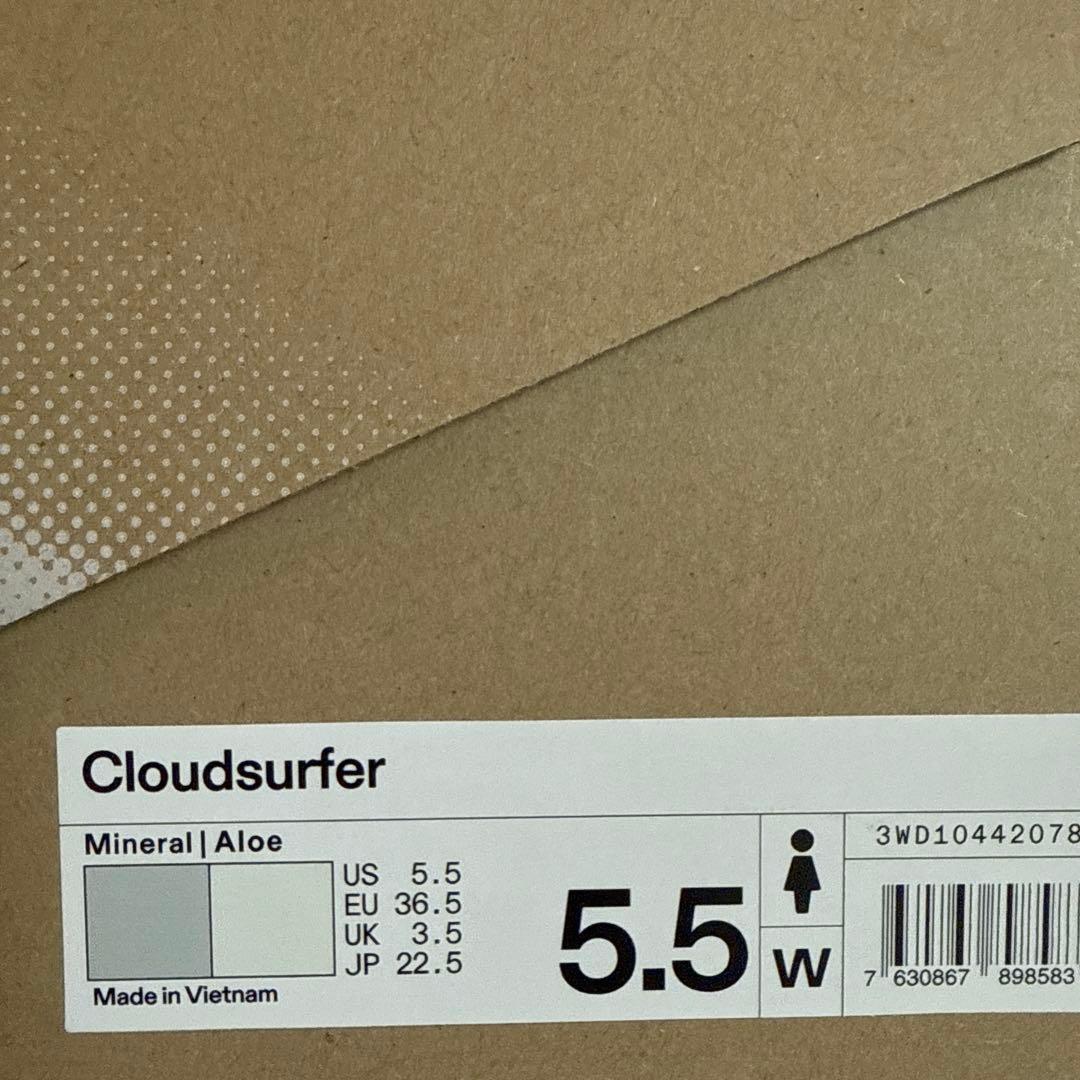 Cloudsurfer
Mineral | Aloe
US 5.5
EU 36.5
UK 3.5
JP 22.5
Made in Vietnam
5.5
W
3WD10442078
7 630867 898583